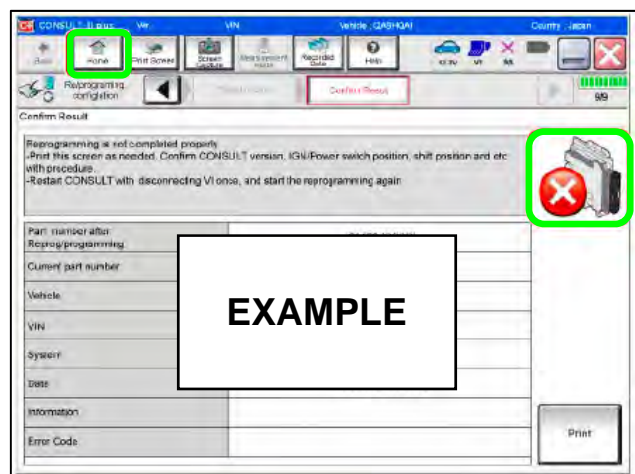 CONSULT-III plus Ver. VIN Vehicle : QASHQAI Country : Japan
Back Home Print Screen Screen Capture Measurement Mode Recorded Data Help VI MI
Reprogramming configuration Confirm Result 9/9
Confirm Result
Reprogramming is not completed properly
-Print this screen as needed. Confirm CONSULT version, IGN/Power switch position, shift position and etc
with procedure.
-Restart CONSULT with disconnecting VI once, and start the reprogramming again
Part number after
Reprog/programming
Current part number
Vehicle
EXAMPLE
VIN
System
Date
Information
Error Code
Print